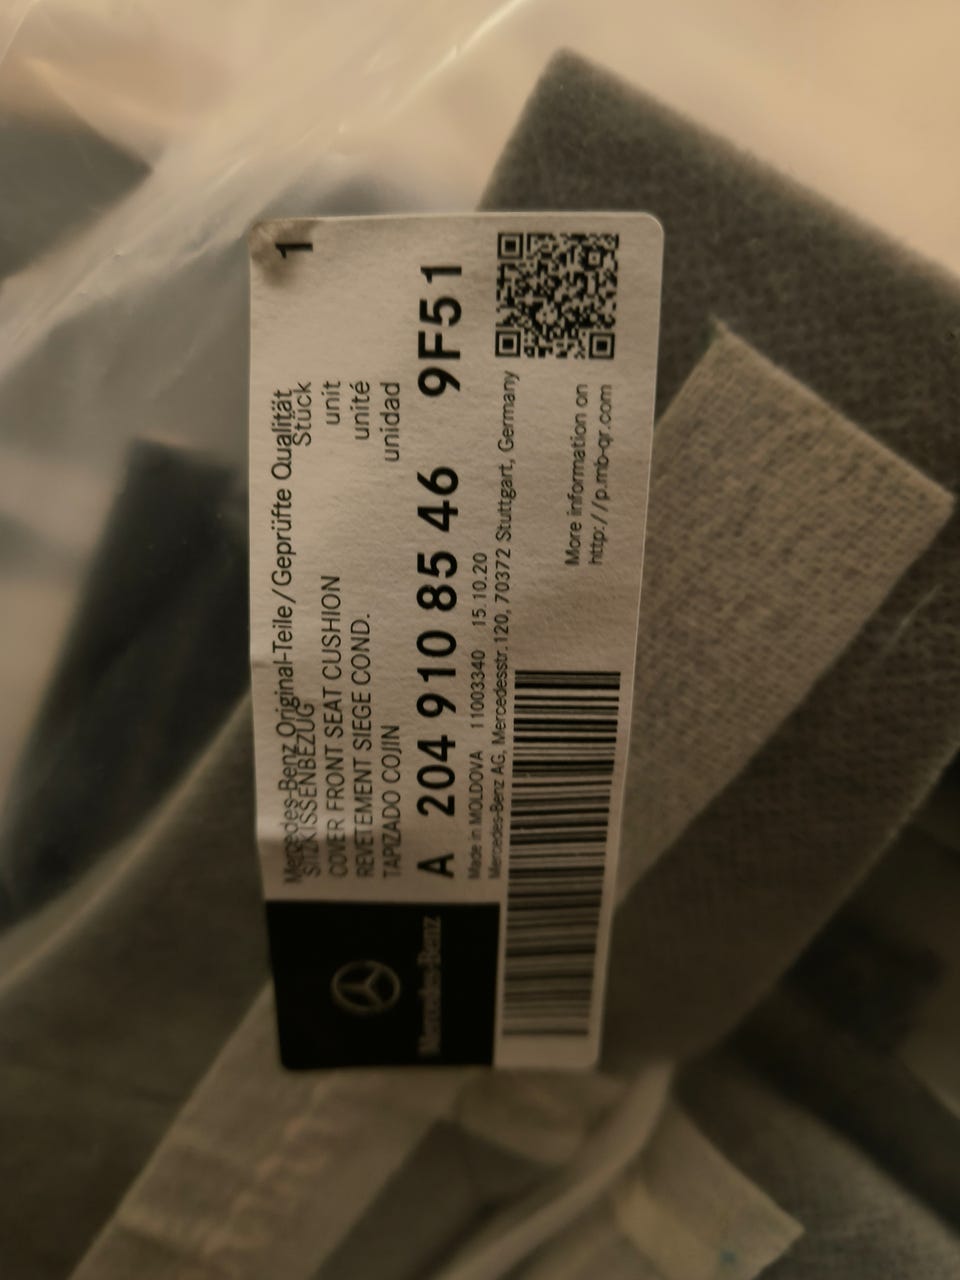 Mercedes-Benz Original-Teile/Geprüfte Qualität
SITZKISSENBEZUG
COVER FRONT SEAT CUSHION
REVETEMENT SIEGE COND.
TAPIZADO COJIN
1
Stück
unit
unité
unidad
A 204 910 85 46 9F51
Made in MOLDOVA 11003340 15.10.20
Mercedes-Benz AG, Mercedesstr.120, 70372 Stuttgart, Germany
More information on
http://p.mb-qr.com
Mercedes-Benz